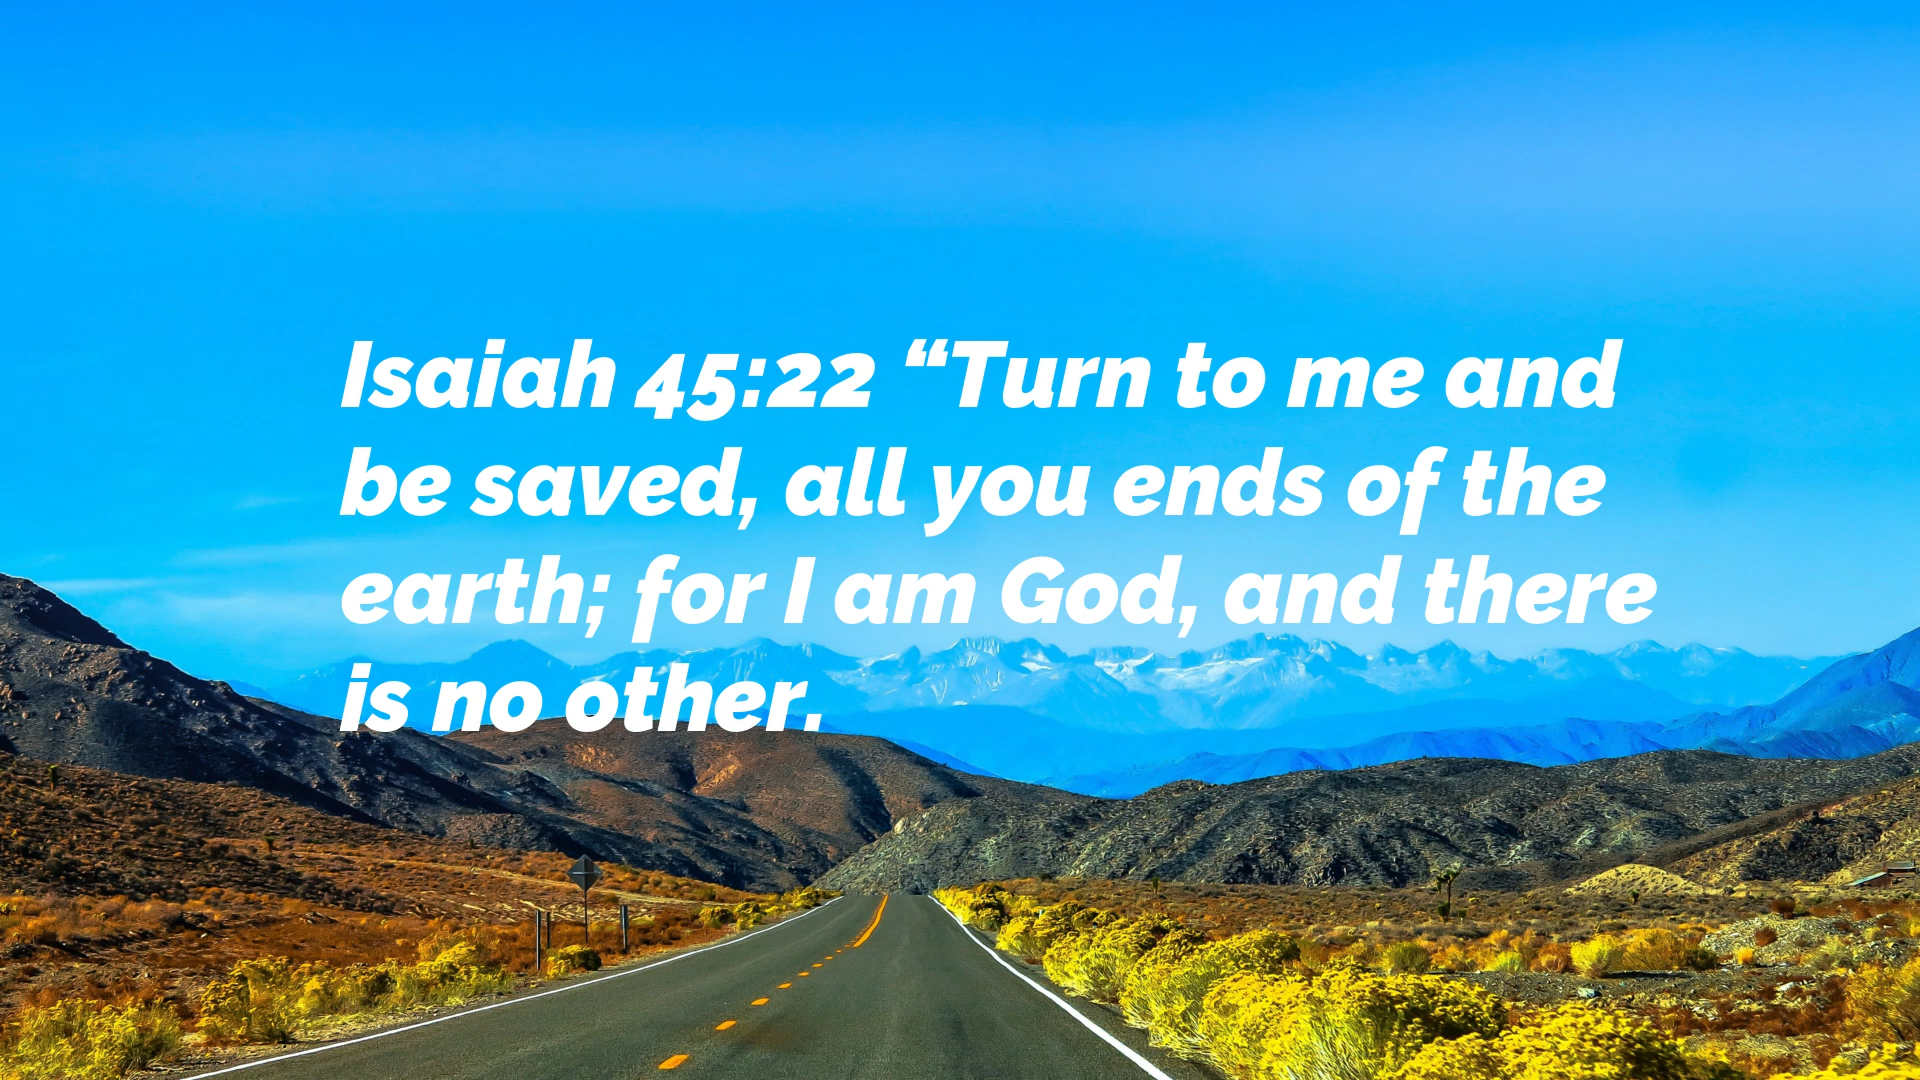 Isaiah 45:22 “Turn to me and
be saved, all you ends of the
earth; for I am God, and there
is no other.